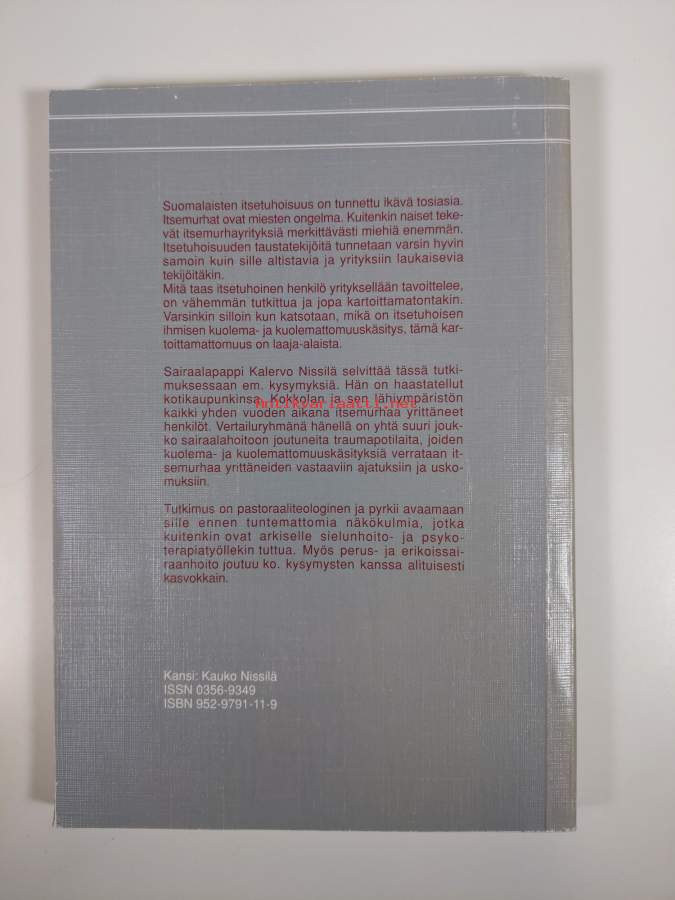 Suomalaisten itsetuhoisuus on tunnettu ikävä tosiasia.
Itsemurhat ovat miesten ongelma. Kuitenkin naiset teke-
vät itsemurhayrityksiä merkittävästi miehiä enemmän.
Itsetuhoisuuden taustatekijöitä tunnetaan varsin hyvin
samoin kuin sille altistavia ja yrityksiin laukaisevia
tekijöitäkin.
Mitä taas itsetuhoinen henkilö yrityksellään tavoittelee,
on vähemmän tutkittua ja jopa kartoittamatontakin.
Varsinkin silloin kun katsotaan, mikä on itsetuhoisen
ihmisen kuolema- ja kuolemattomuuskäsitys, tämä kar-
toittamattomuus on laaja-alaista.
Sairaalapappi Kalervo Nissilä selvittää tässä tutki-
muksessaan em. kysymyksiä. Hän on haastatellut
kotikaupunkinsa Kokkolan ja sen lähiympäristön
antikvariaatti.net
kaikki yhden vuoden aikana itsemurhaa yrittäneet
henkilöt. Vertailuryhmänä hänellä on yhtä suuri jouk-
ko sairaalahoitoon joutuneita traumapotilaita, joiden
kuolema- ja kuolemattomuuskäsityksiä verrataan it-
semurhaa yrittäneiden vastaaviin ajatuksiin ja usko-
muksiin.
Tutkimus on pastoraaliteologinen ja pyrkii avaamaan
sille ennen tuntemattomia näkökulmia, jotka
kuitenkin ovat arkiselle sielunhoito- ja psyko-
terapiatyöllekin tuttua. Myös perus- ja erikoissai-
raanhoito joutuu ko. kysymysten kanssa alituisesti
kasvokkain.
Kansi: Kauko Nissilä
ISSN 0356-9349
ISBN 952-9791-11-9